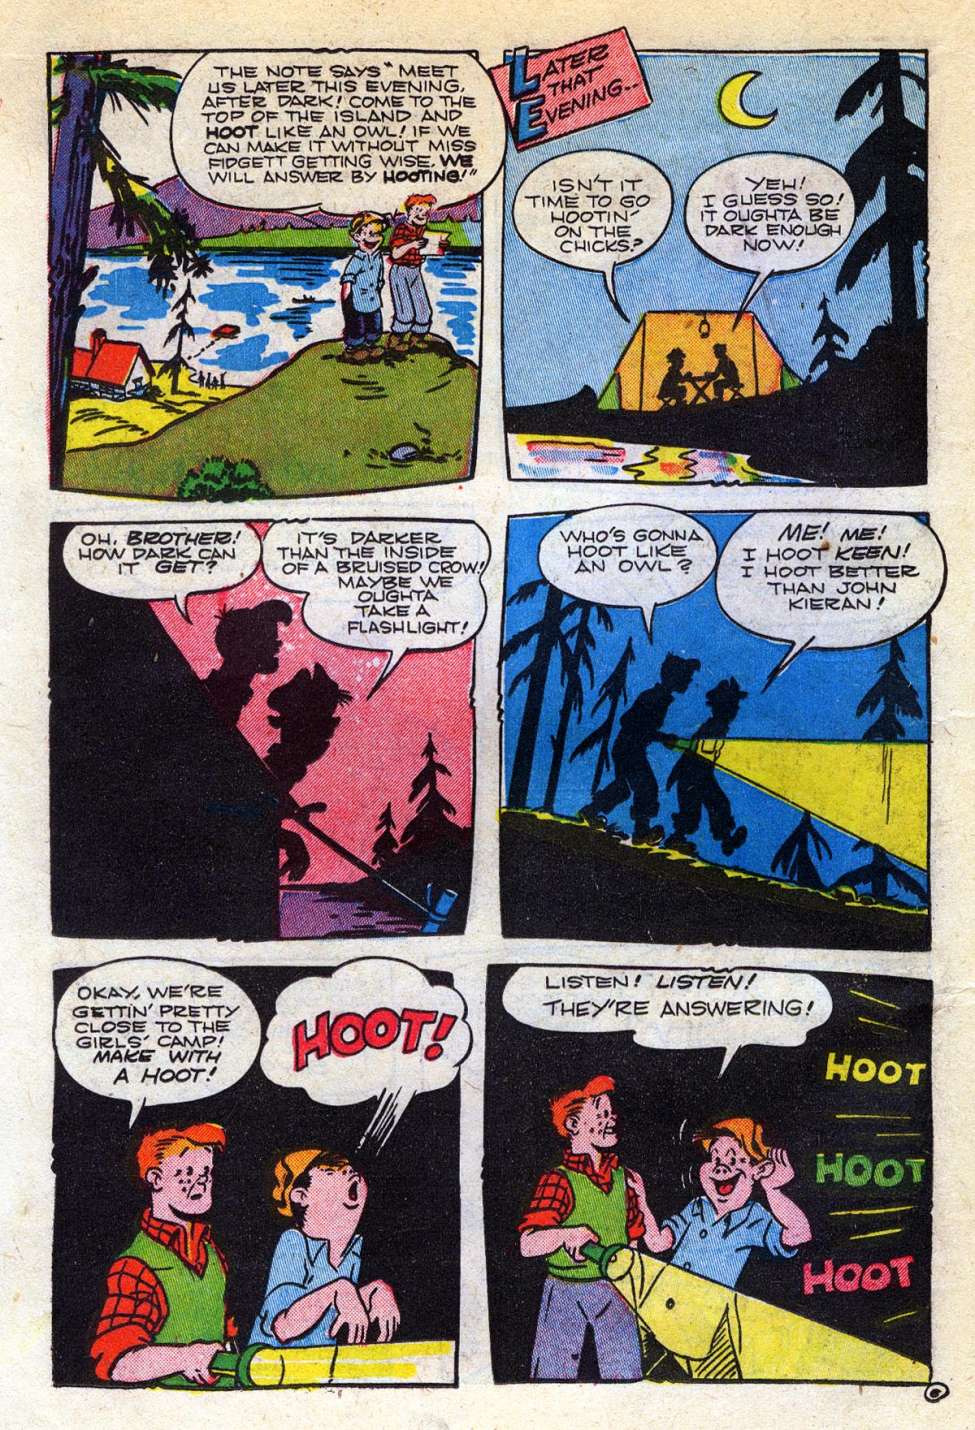 THE NOTE SAYS "MEET
US LATER THIS EVENING,
AFTER DARK! COME TO THE
TOP OF THE ISLAND AND
HOOT LIKE AN OWL! IF WE
CAN MAKE IT WITHOUT MISS
FIDGETT GETTING WISE, WE
WILL ANSWER BY HOOTING!"
LATER
THAT
EVENING..
ISN'T IT
TIME TO GO
HOOTIN'
ON THE
CHICKS?
YEH!
I GUESS SO!
IT OUGHTA BE
DARK ENOUGH
NOW!
OH, BROTHER!
HOW DARK CAN
IT GET?
IT'S DARKER
THAN THE INSIDE
OF A BRUISED CROW!
MAYBE WE
OUGHTA
TAKE A
FLASHLIGHT!
WHO'S GONNA
HOOT LIKE
AN OWL?
ME! ME!
I HOOT KEEN!
I HOOT BETTER
THAN JOHN
KIERAN!
OKAY, WE'RE
GETTIN' PRETTY
CLOSE TO THE
GIRLS' CAMP!
MAKE WITH
A HOOT!
HOOT!
LISTEN! LISTEN!
THEY'RE ANSWERING!
HOOT
HOOT
HOOT